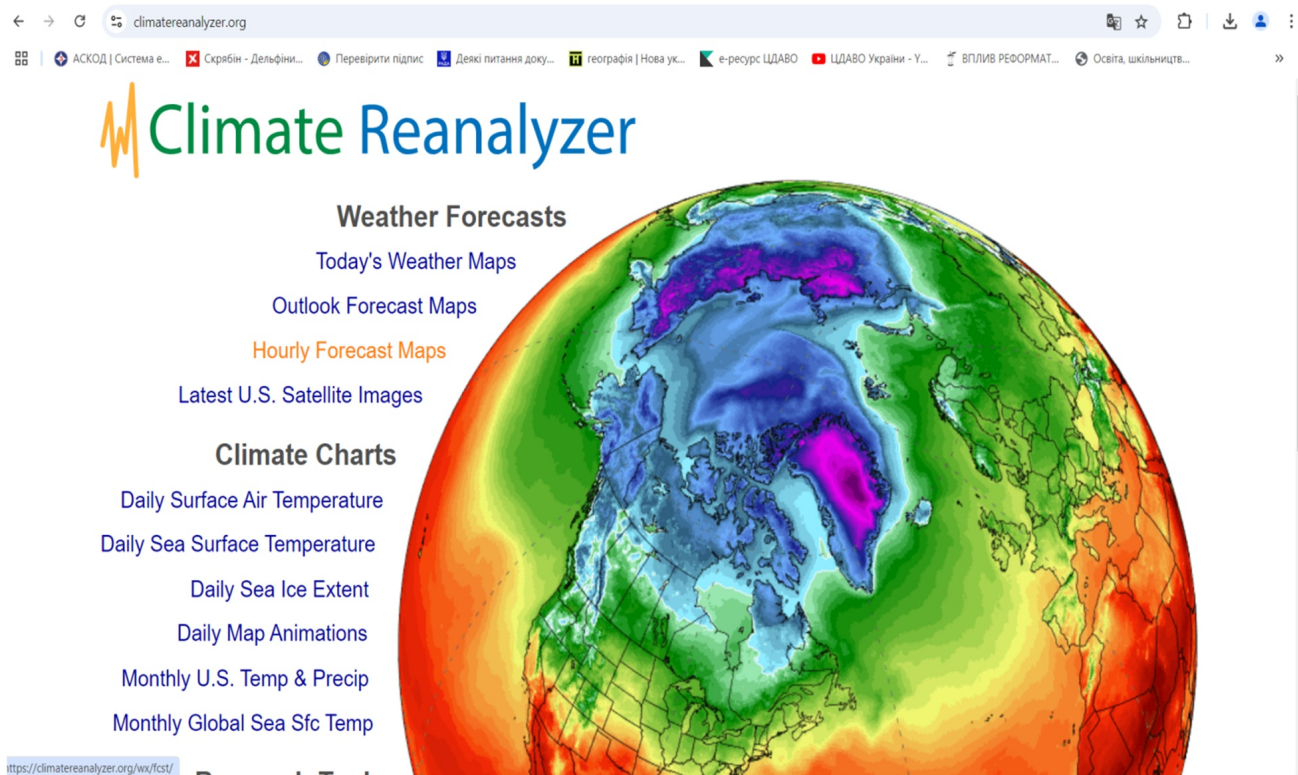 climatereanalyzer.org
АСКОД | Система е... Скрябін - Дельфіни... Перевірити підпис Деякі питання доку... географія | Нова ук... е-ресурс ЦДАВО ЦДАВО України - Y... ВПЛИВ РЕФОРМАТ... Освіта, шкільництв...
Climate Reanalyzer
Weather Forecasts
Today's Weather Maps
Outlook Forecast Maps
Hourly Forecast Maps
Latest U.S. Satellite Images
Climate Charts
Daily Surface Air Temperature
Daily Sea Surface Temperature
Daily Sea Ice Extent
Daily Map Animations
Monthly U.S. Temp & Precip
Monthly Global Sea Sfc Temp
https://climatereanalyzer.org/wx/fcst/